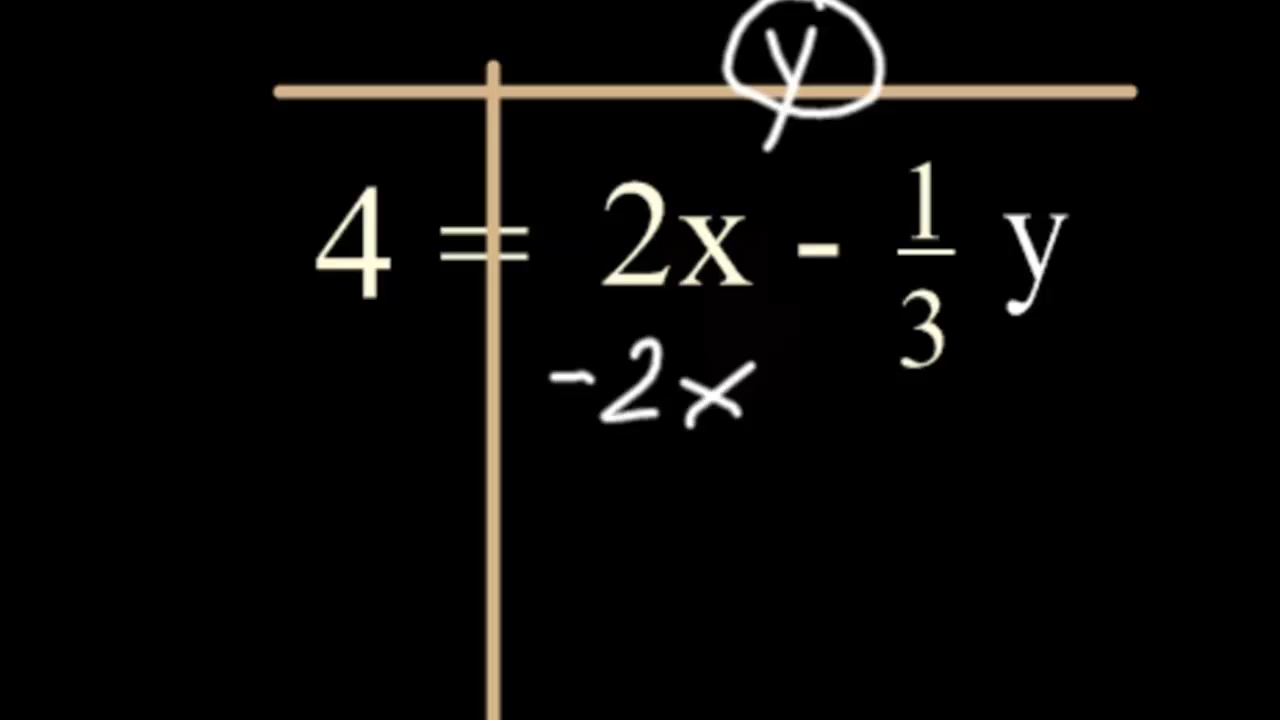 y
4 = 2x - 1/3 y
-2x